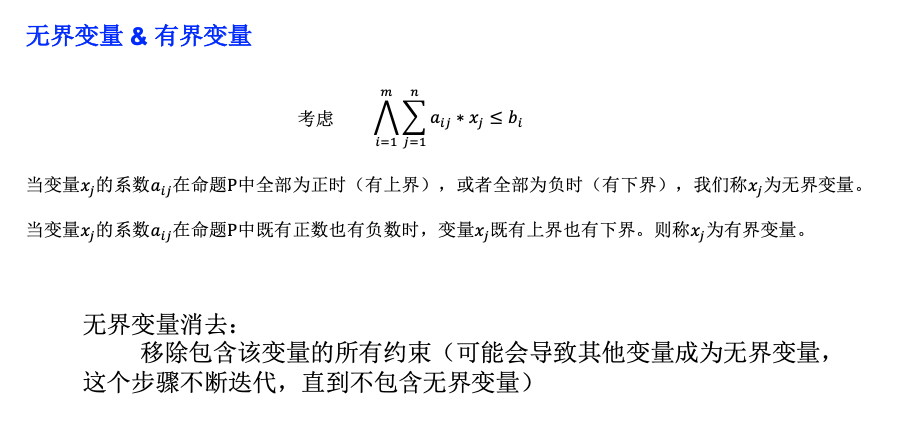 无界变量 & 有界变量
考虑 $\bigwedge_{i=1}^{m} \sum_{j=1}^{n} a_{ij} * x_j \leq b_i$
当变量$x_j$的系数$a_{ij}$在命题P中全部为正时（有上界），或者全部为负时（有下界），我们称$x_j$为无界变量。
当变量$x_j$的系数$a_{ij}$在命题P中既有正数也有负数时，变量$x_j$既有上界也有下界。则称$x_j$为有界变量。
无界变量消去：
移除包含该变量的所有约束（可能会导致其他变量成为无界变量，
这个步骤不断迭代，直到不包含无界变量）